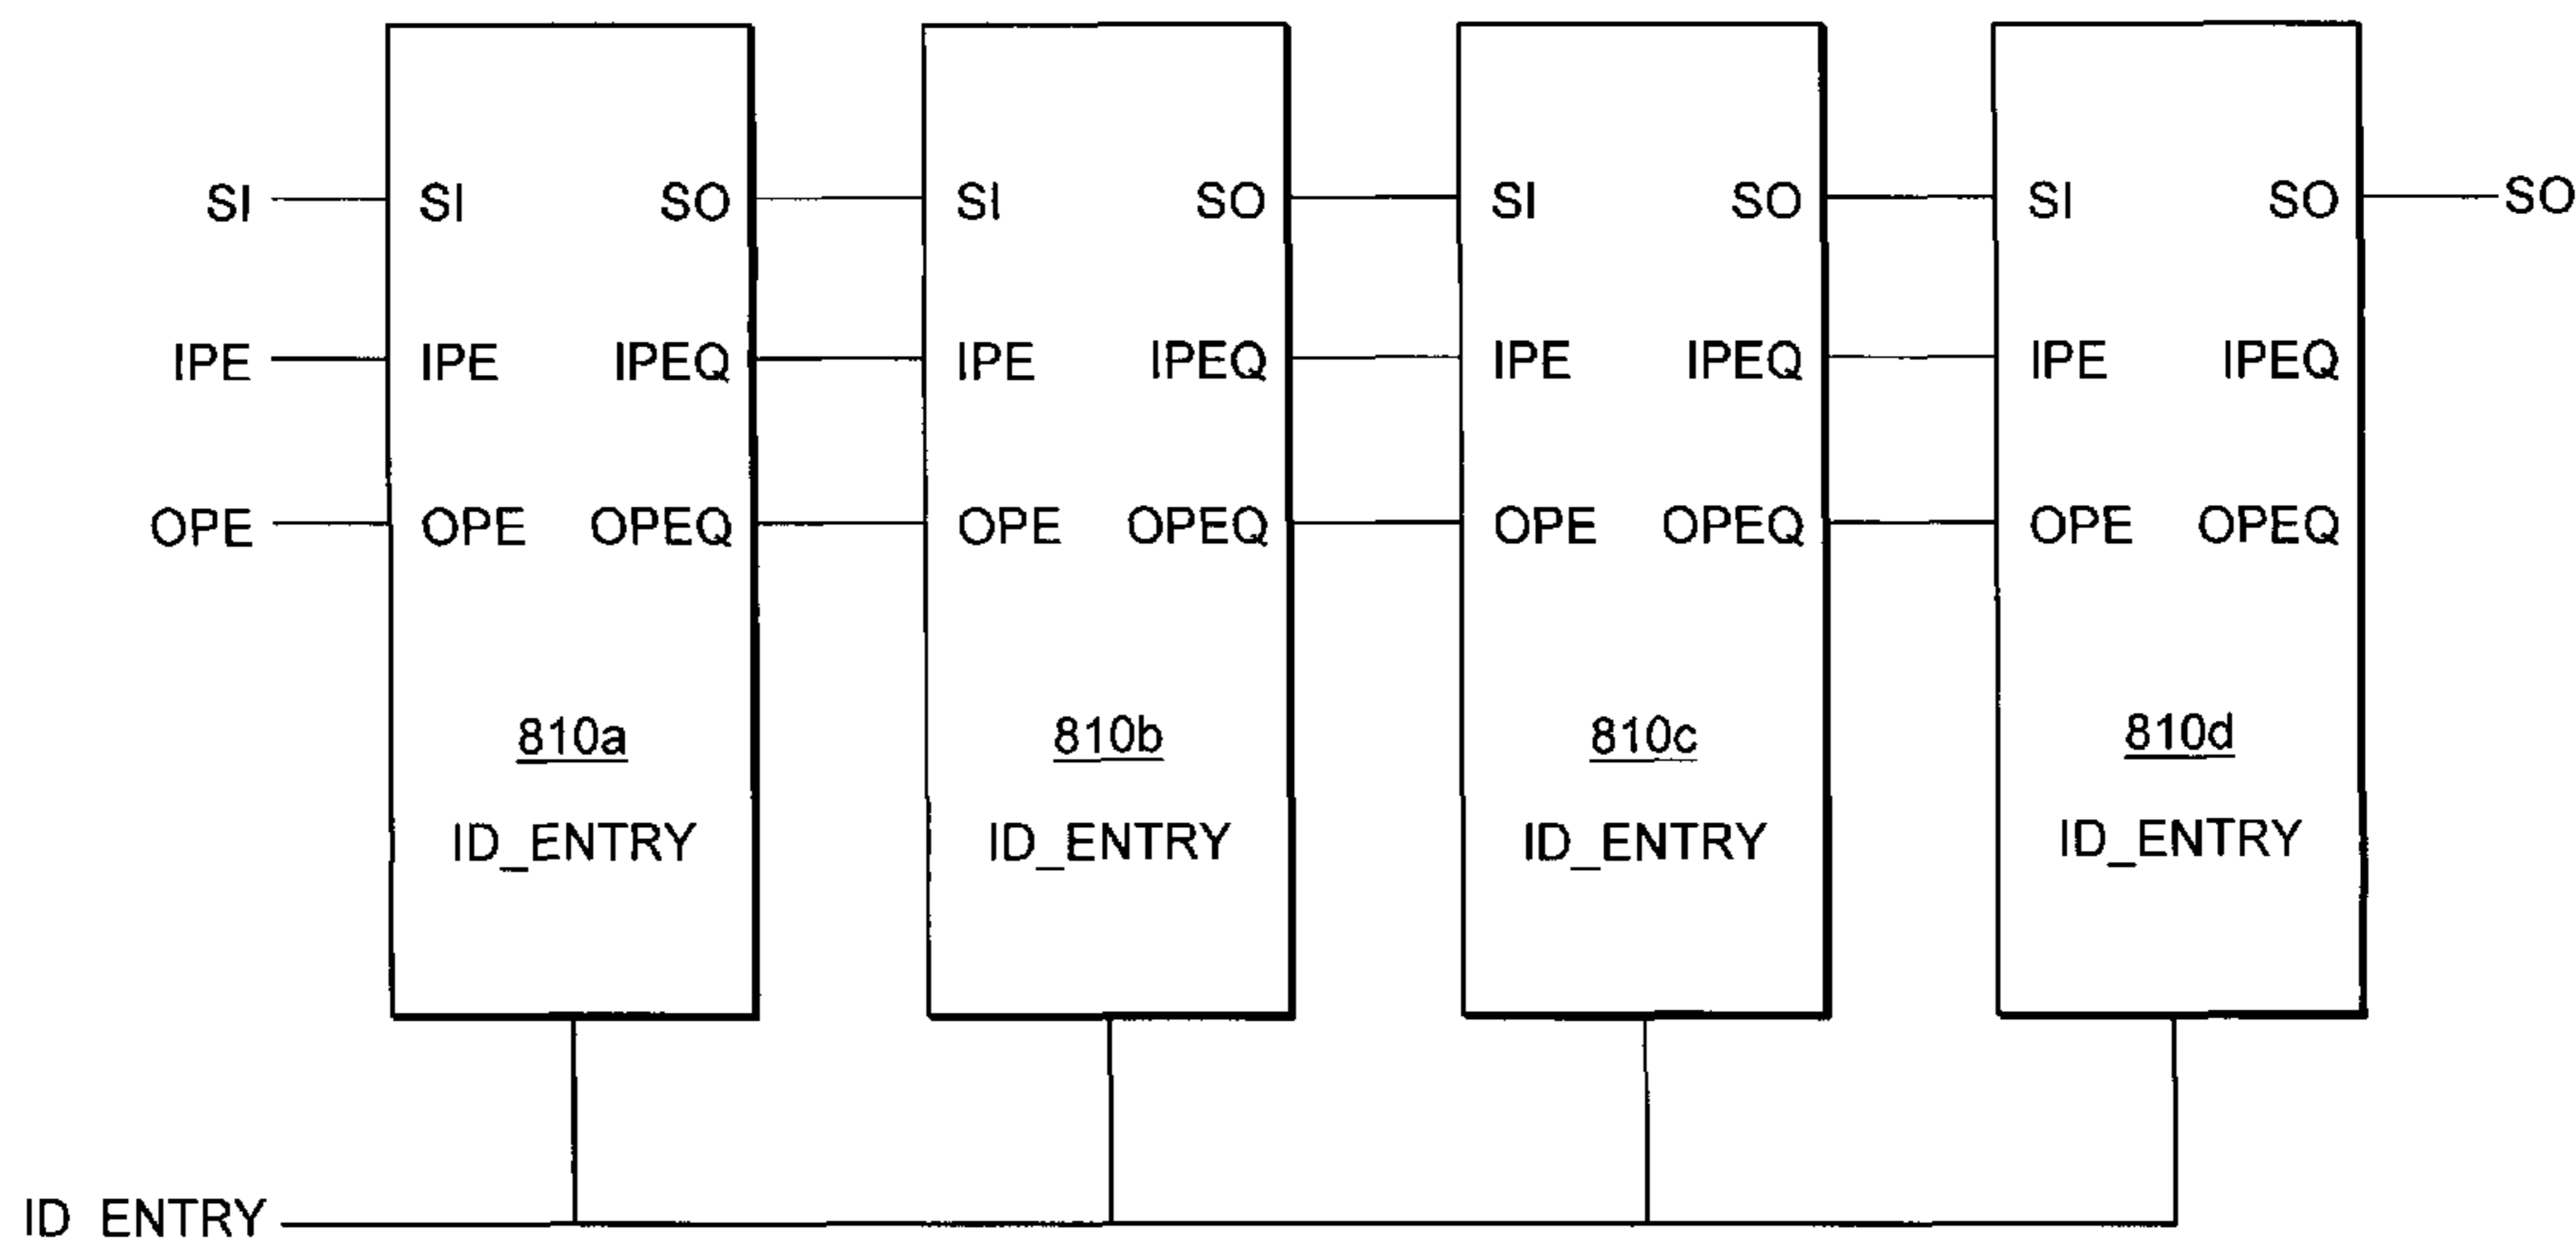 SI SI SO SI SO SI SO SI SO SO
IPE IPE IPEQ IPE IPEQ IPE IPEQ IPE IPEQ
OPE OPE OPEQ OPE OPEQ OPE OPEQ OPE OPEQ
810a 810b 810c 810d
ID_ENTRY ID_ENTRY ID_ENTRY ID_ENTRY
ID ENTRY